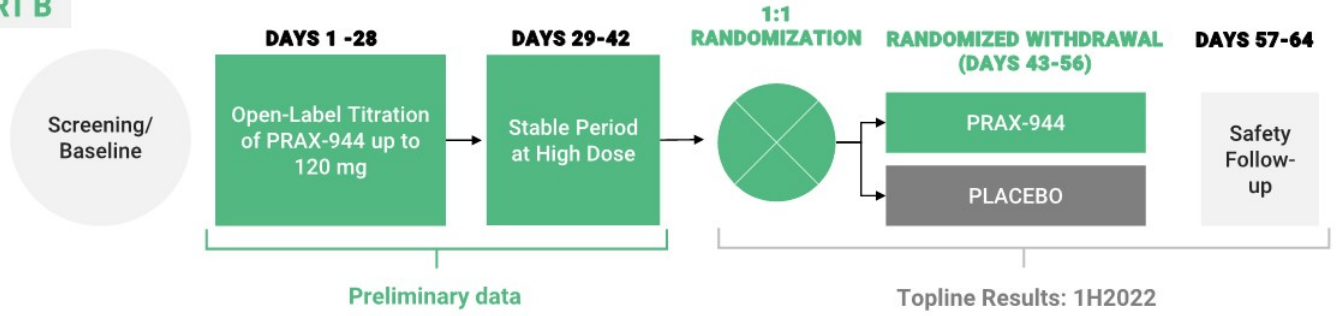 RT B
DAYS 1 -28
DAYS 29-42
1:1
RANDOMIZATION
RANDOMIZED WITHDRAWAL
(DAYS 43-56)
DAYS 57-64
Screening/
Baseline
Open-Label Titration
of PRAX-944 up to
120 mg
Stable Period
at High Dose
PRAX-944
PLACEBO
Safety
Follow-
up
Preliminary data
Topline Results: 1H2022